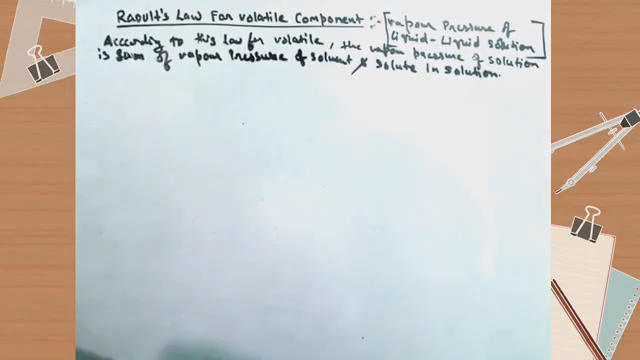 Raoult's Law For Volatile Component :- [Vapour Pressure of
Liquid-Liquid Solution]
According to this law for volatile, the vapour pressure of solution
is sum of vapour pressure of solvent & solute in solution.